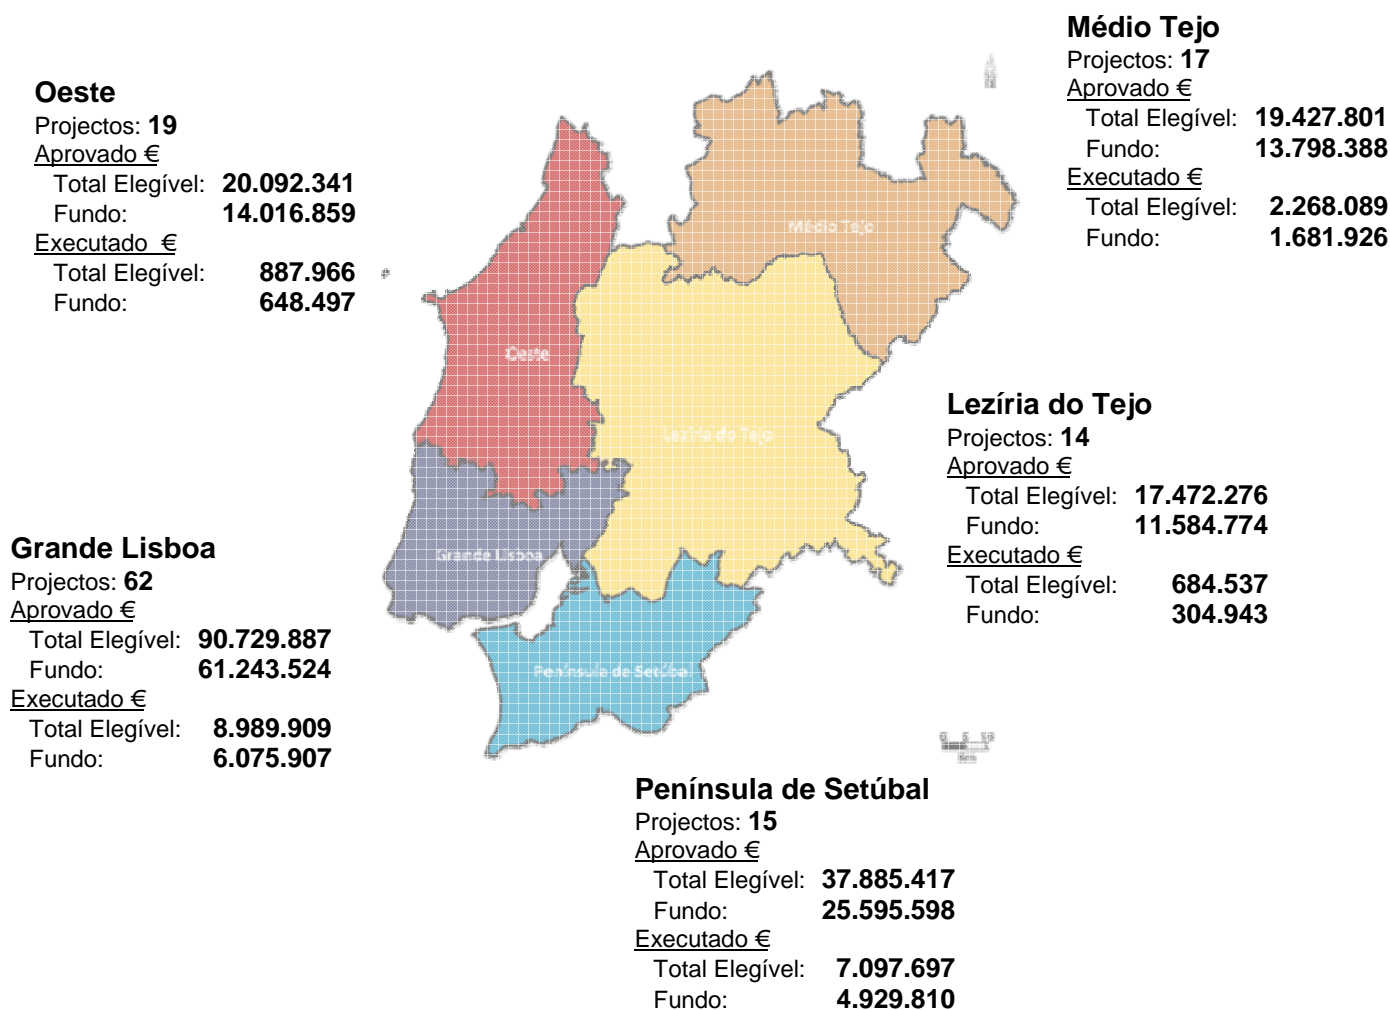 Médio Tejo
Projectos: 17
Aprovado €
Total Elegível: 19.427.801
Fundo: 13.798.388
Executado €
Total Elegível: 2.268.089
Fundo: 1.681.926
Oeste
Projectos: 19
Aprovado €
Total Elegível: 20.092.341
Fundo: 14.016.859
Executado €
Total Elegível: 887.966
Fundo: 648.497
Médio Tejo
Oeste
Lezíria do Tejo
Grande Lisboa
Península de Setúbal
Lezíria do Tejo
Projectos: 14
Aprovado €
Total Elegível: 17.472.276
Fundo: 11.584.774
Executado €
Total Elegível: 684.537
Fundo: 304.943
Grande Lisboa
Projectos: 62
Aprovado €
Total Elegível: 90.729.887
Fundo: 61.243.524
Executado €
Total Elegível: 8.989.909
Fundo: 6.075.907
Península de Setúbal
Projectos: 15
Aprovado €
Total Elegível: 37.885.417
Fundo: 25.595.598
Executado €
Total Elegível: 7.097.697
Fundo: 4.929.810